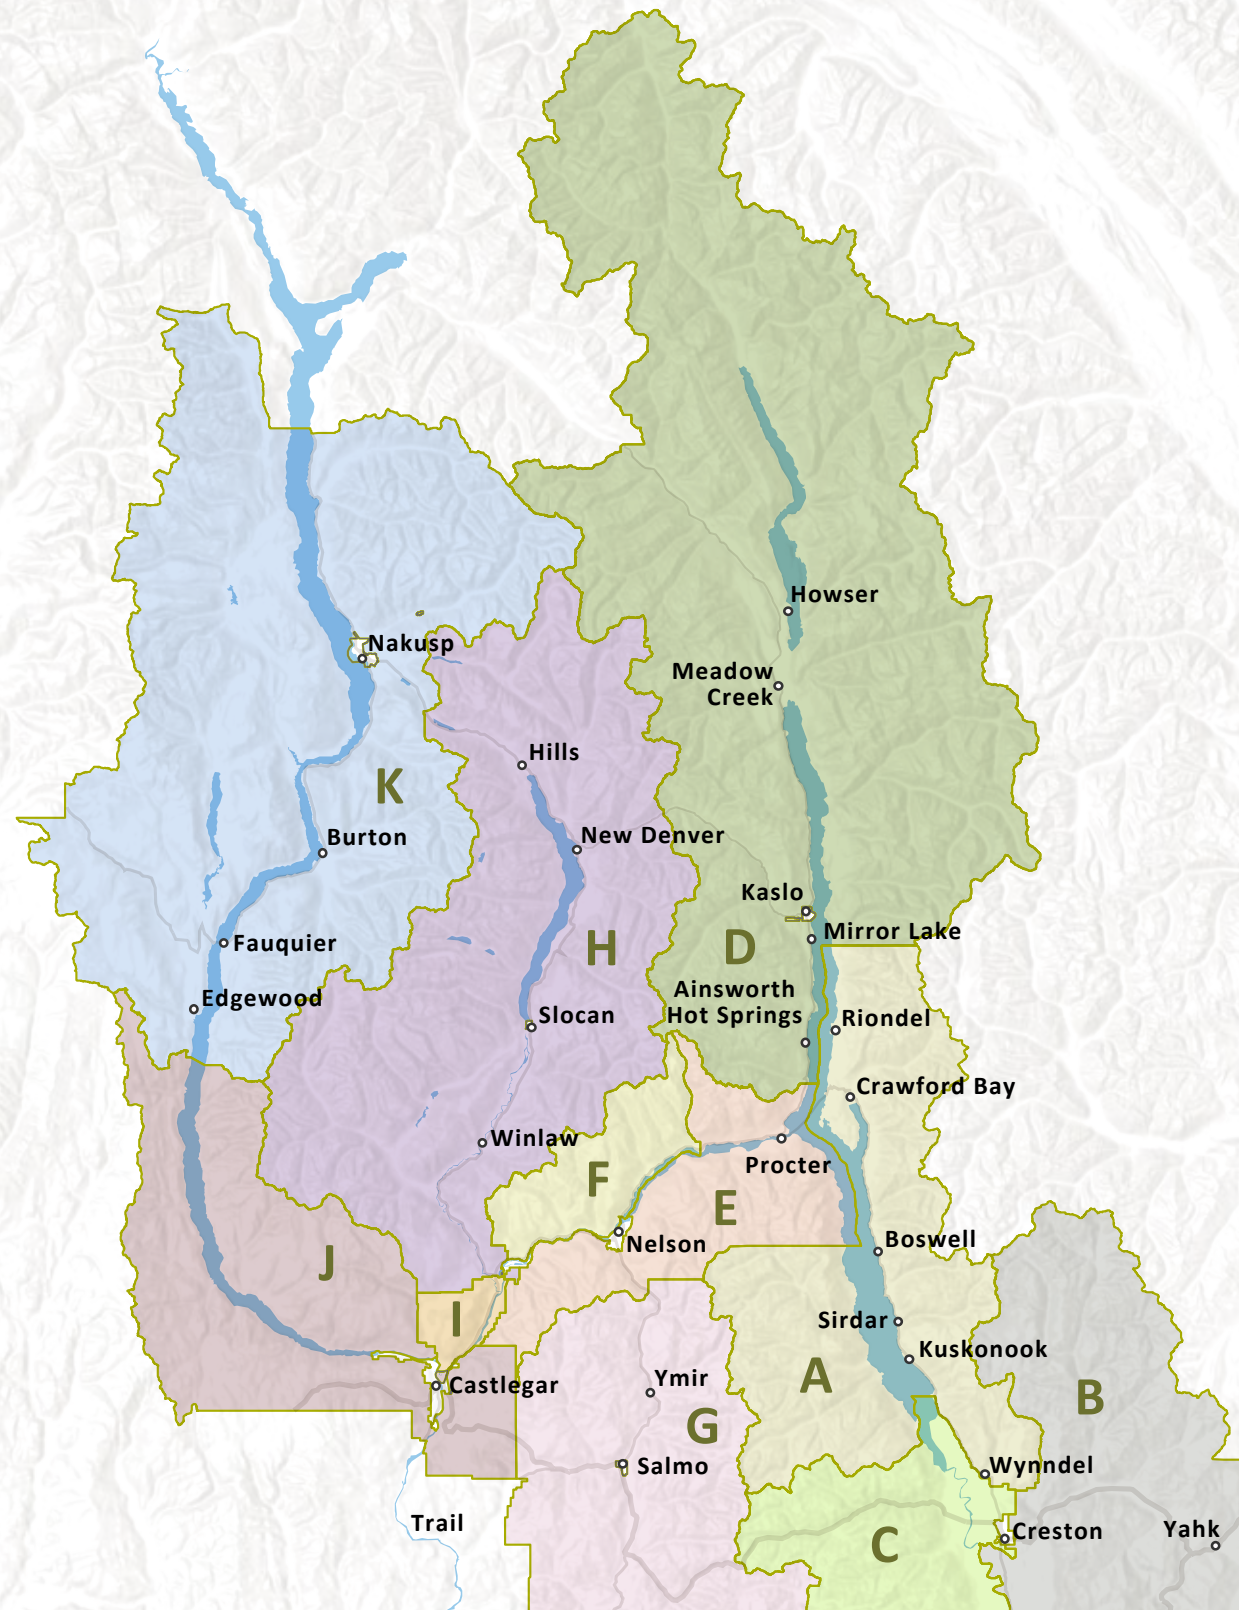 Howser
Nakusp
Meadow
Creek
Hills
K
Burton
New Denver
Kaslo
Mirror Lake
Fauquier
H
D
Ainsworth
Hot Springs
Edgewood
Slocan
Riondel
Crawford Bay
Winlaw
Procter
F
E
Nelson
Boswell
J
I
Sirdar
Kuskonook
Castlegar
Ymir
A
B
G
Salmo
Wynndel
Trail
Creston
Yahk
C